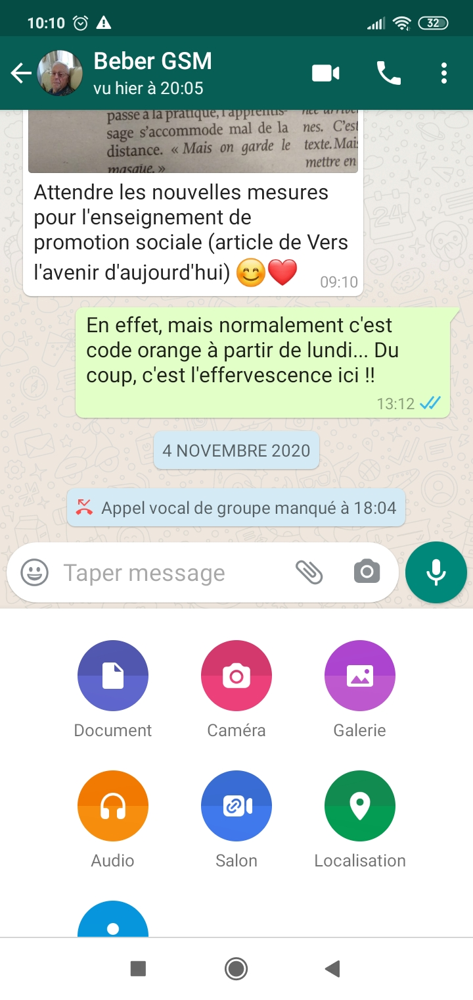 10:10
32
Beber GSM
vu hier à 20:05
passe à la pratique, l'apprentis-
sage s'accommode mal de la
distance. « Mais on garde le
masque. »
nes. C'est
texte. Mais
mettre en
Attendre les nouvelles mesures
pour l'enseignement de
promotion sociale (article de Vers
l'avenir d'aujourd'hui) 😊❤️
09:10
En effet, mais normalement c'est
code orange à partir de lundi... Du
coup, c'est l'effervescence ici !!
13:12
4 NOVEMBRE 2020
Appel vocal de groupe manqué à 18:04
Taper message
Document
Caméra
Galerie
Audio
Salon
Localisation